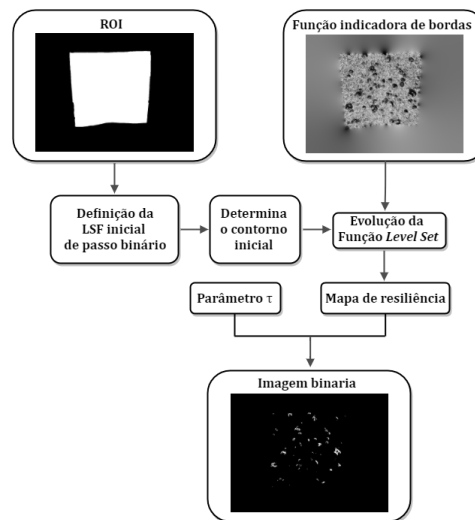 ROI
Função indicadora de bordas
Definição da
LSF inicial
de passo binário
Determina
o contorno
inicial
Evolução da
Função Level Set
Parâmetro τ
Mapa de resiliência
Imagem binaria